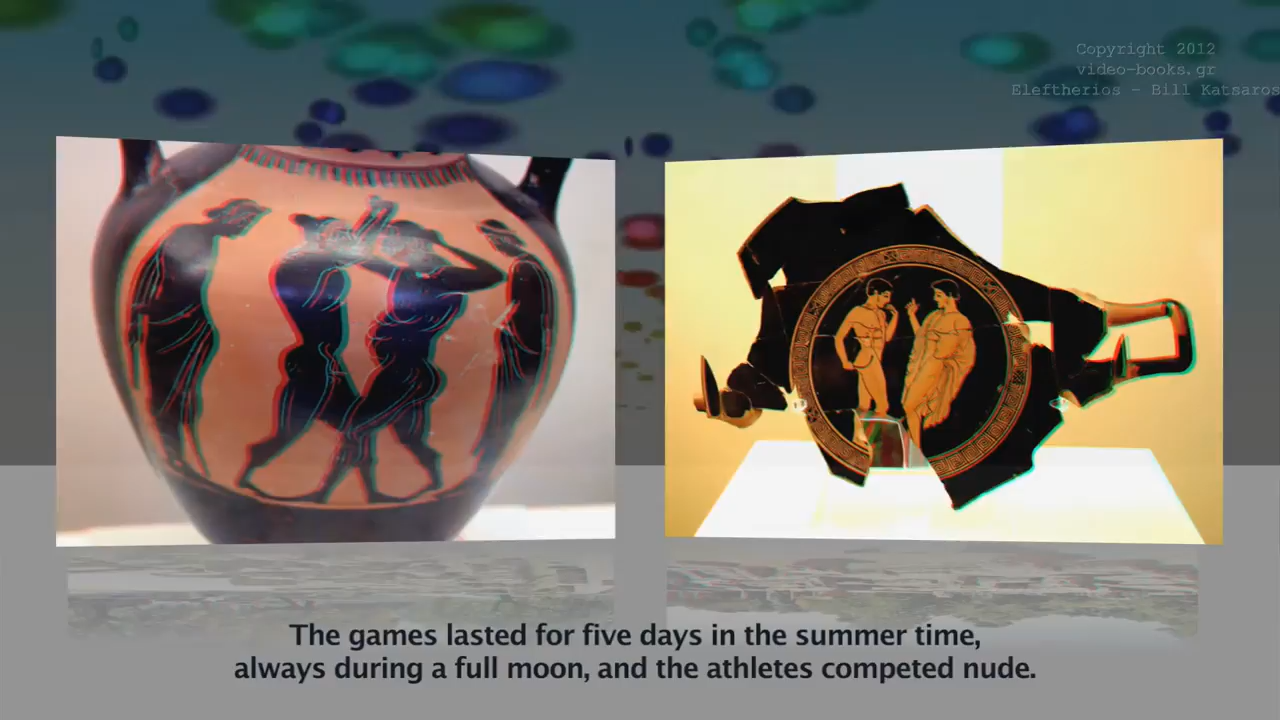 Copyright 2012
video-books.gr
Eleftherios - Bill Katsaros
The games lasted for five days in the summer time,
always during a full moon, and the athletes competed nude.